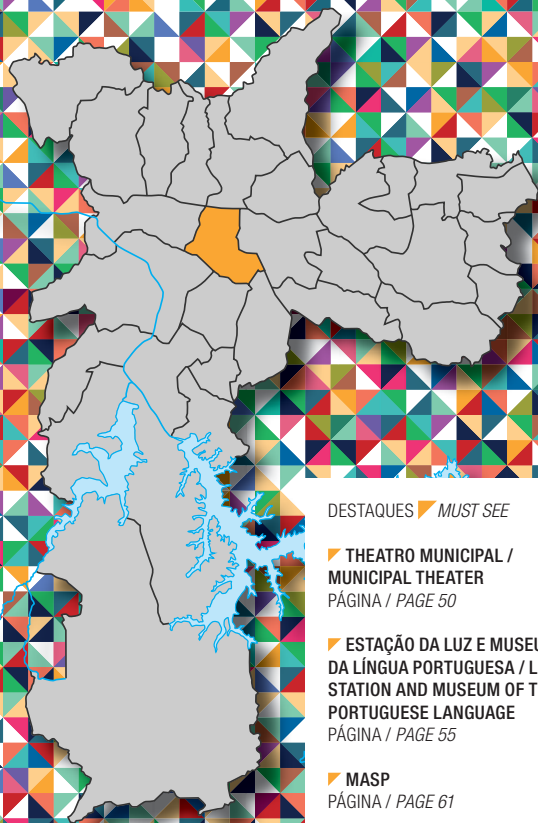 DESTAQUES MUST SEE
THEATRO MUNICIPAL /
MUNICIPAL THEATER
PÁGINA / PAGE 50
ESTAÇÃO DA LUZ E
DA LÍNGUA PORTUGUESA /
STATION AND MUSEUM OF
PORTUGUESE LANGUAGE
PÁGINA / PAGE 55
MASP
PÁGINA / PAGE 61